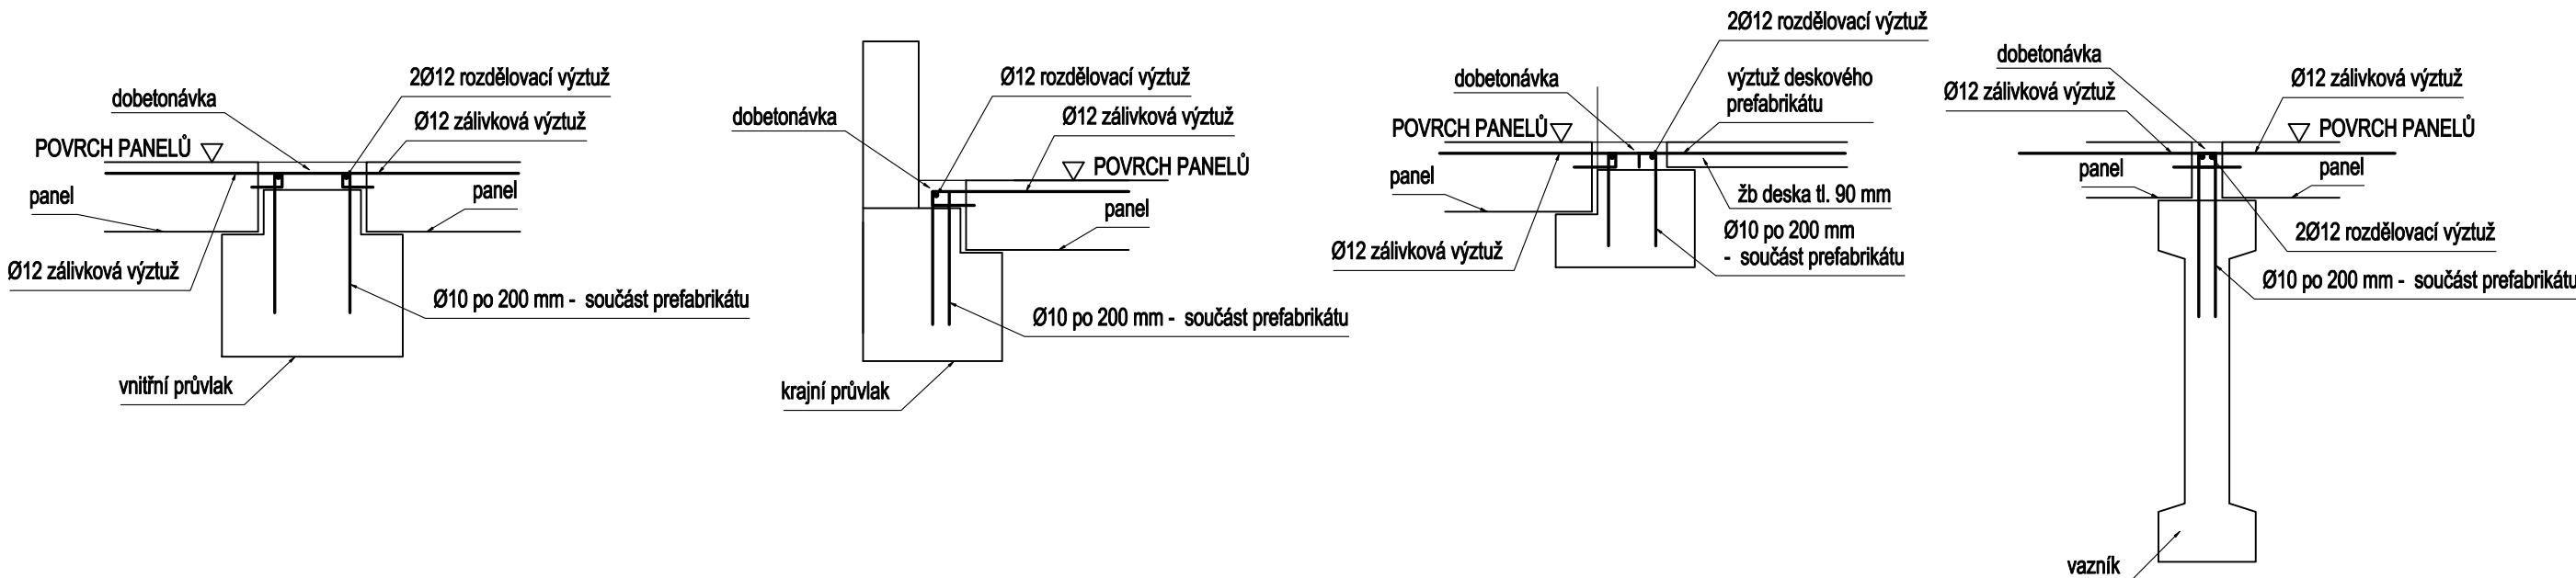 2Ø12 rozdělovací výztuž
dobetonávka
Ø12 zálivková výztuž
POVRCH PANELŮ
panel
panel
Ø12 zálivková výztuž
Ø10 po 200 mm - součást prefabrikátu
vnitřní průvlak
Ø12 rozdělovací výztuž
dobetonávka
Ø12 zálivková výztuž
POVRCH PANELŮ
panel
Ø10 po 200 mm - součást prefabrikátu
krajní průvlak
2Ø12 rozdělovací výztuž
dobetonávka
výztuž deskového
prefabrikátu
POVRCH PANELŮ
panel
žb deska tl. 90 mm
Ø12 zálivková výztuž
Ø10 po 200 mm
- součást prefabrikátu
dobetonávka
Ø12 zálivková výztuž
Ø12 zálivková výztuž
POVRCH PANELŮ
panel
panel
2Ø12 rozdělovací výztuž
Ø10 po 200 mm - součást prefabrikátu
vazník